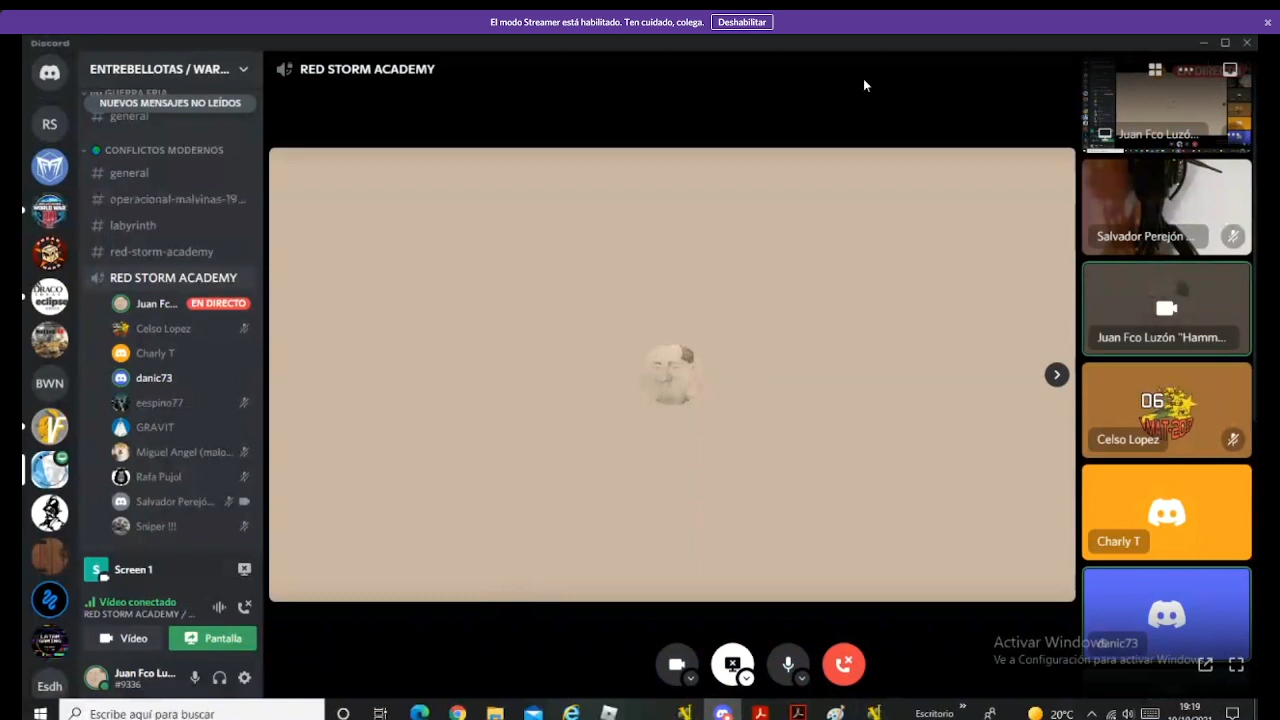 El modo Streamer está habilitado. Ten cuidado, colega. Deshabilitar
Discord
ENTREBELLOTAS / WAR...
GUERRA FRIA
NUEVOS MENSAJES NO LEÍDOS
general
CONFLICTOS MODERNOS
general
operacional-malvinas-19...
labyrinth
red-storm-academy
RED STORM ACADEMY
Juan Fc... EN DIRECTO
Celso Lopez
Charly T
danic73
eespino77
GRAVIT
Miguel Angel (malo...
Rafa Pujol
Salvador Perejó...
Sniper !!!
S Screen 1
Vídeo conectado
RED STORM ACADEMY / ...
Vídeo
Pantalla
Juan Fco Lu...
#9336
RS
BWN
Esdh
RED STORM ACADEMY
EN DIRECTO
Juan Fco Luzó...
Salvador Perejón ...
Juan Fco Luzón "Hamm...
06
Celso Lopez
Charly T
danic73
Activar Windows
Ve a Configuración para activar Windows.
Escribe aquí para buscar
Escritorio
20°C
19:19